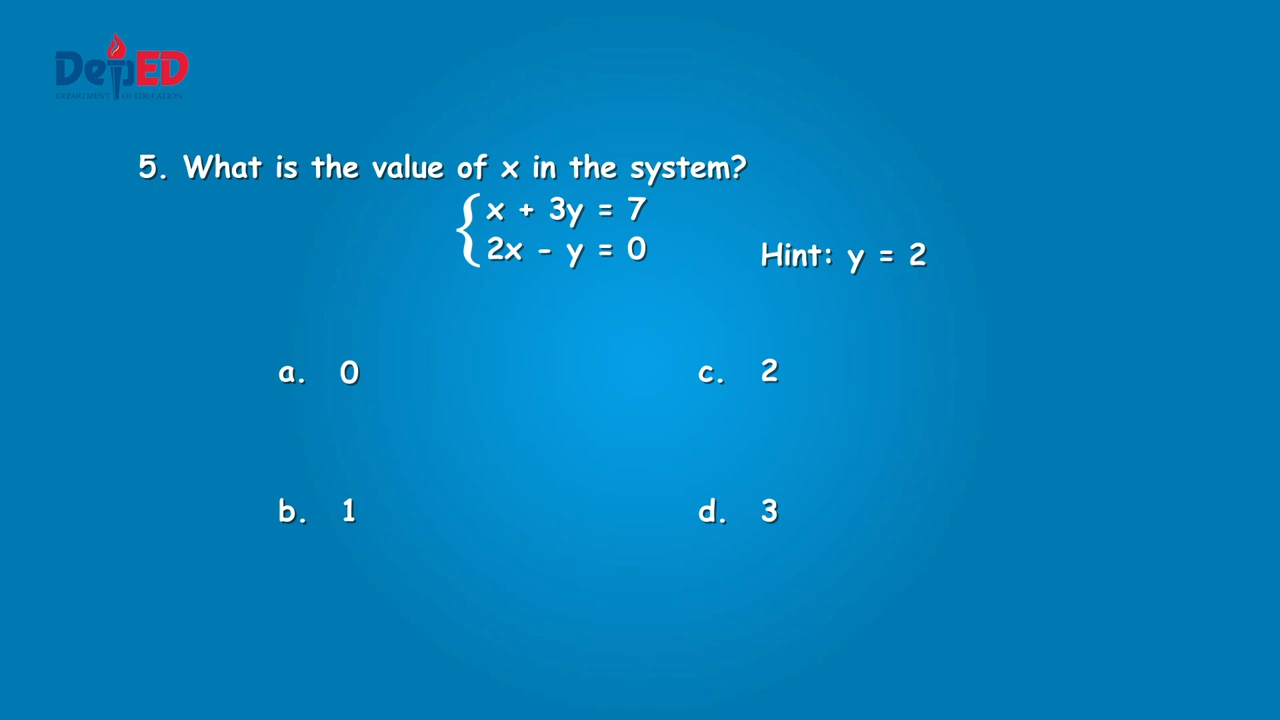 DepED
DEPARTMENT OF EDUCATION
5. What is the value of x in the system?
x + 3y = 7
2x - y = 0
Hint: y = 2
a. 0
c. 2
b. 1
d. 3